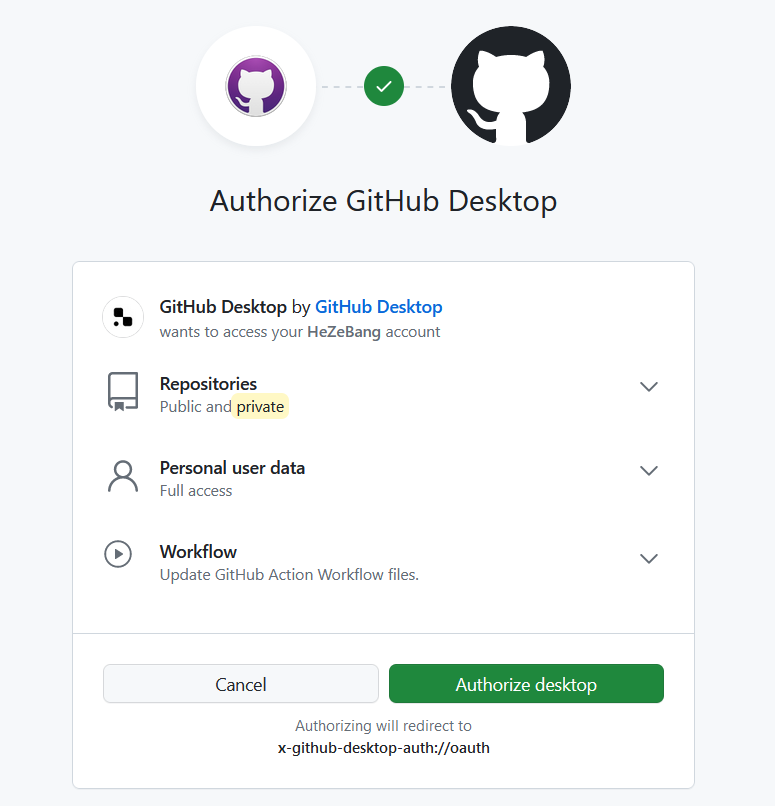 Authorize GitHub Desktop
GitHub Desktop by GitHub Desktop
wants to access your HeZeBang account
Repositories
Public and private
Personal user data
Full access
Workflow
Update GitHub Action Workflow files.
Cancel
Authorize desktop
Authorizing will redirect to
x-github-desktop-auth://oauth